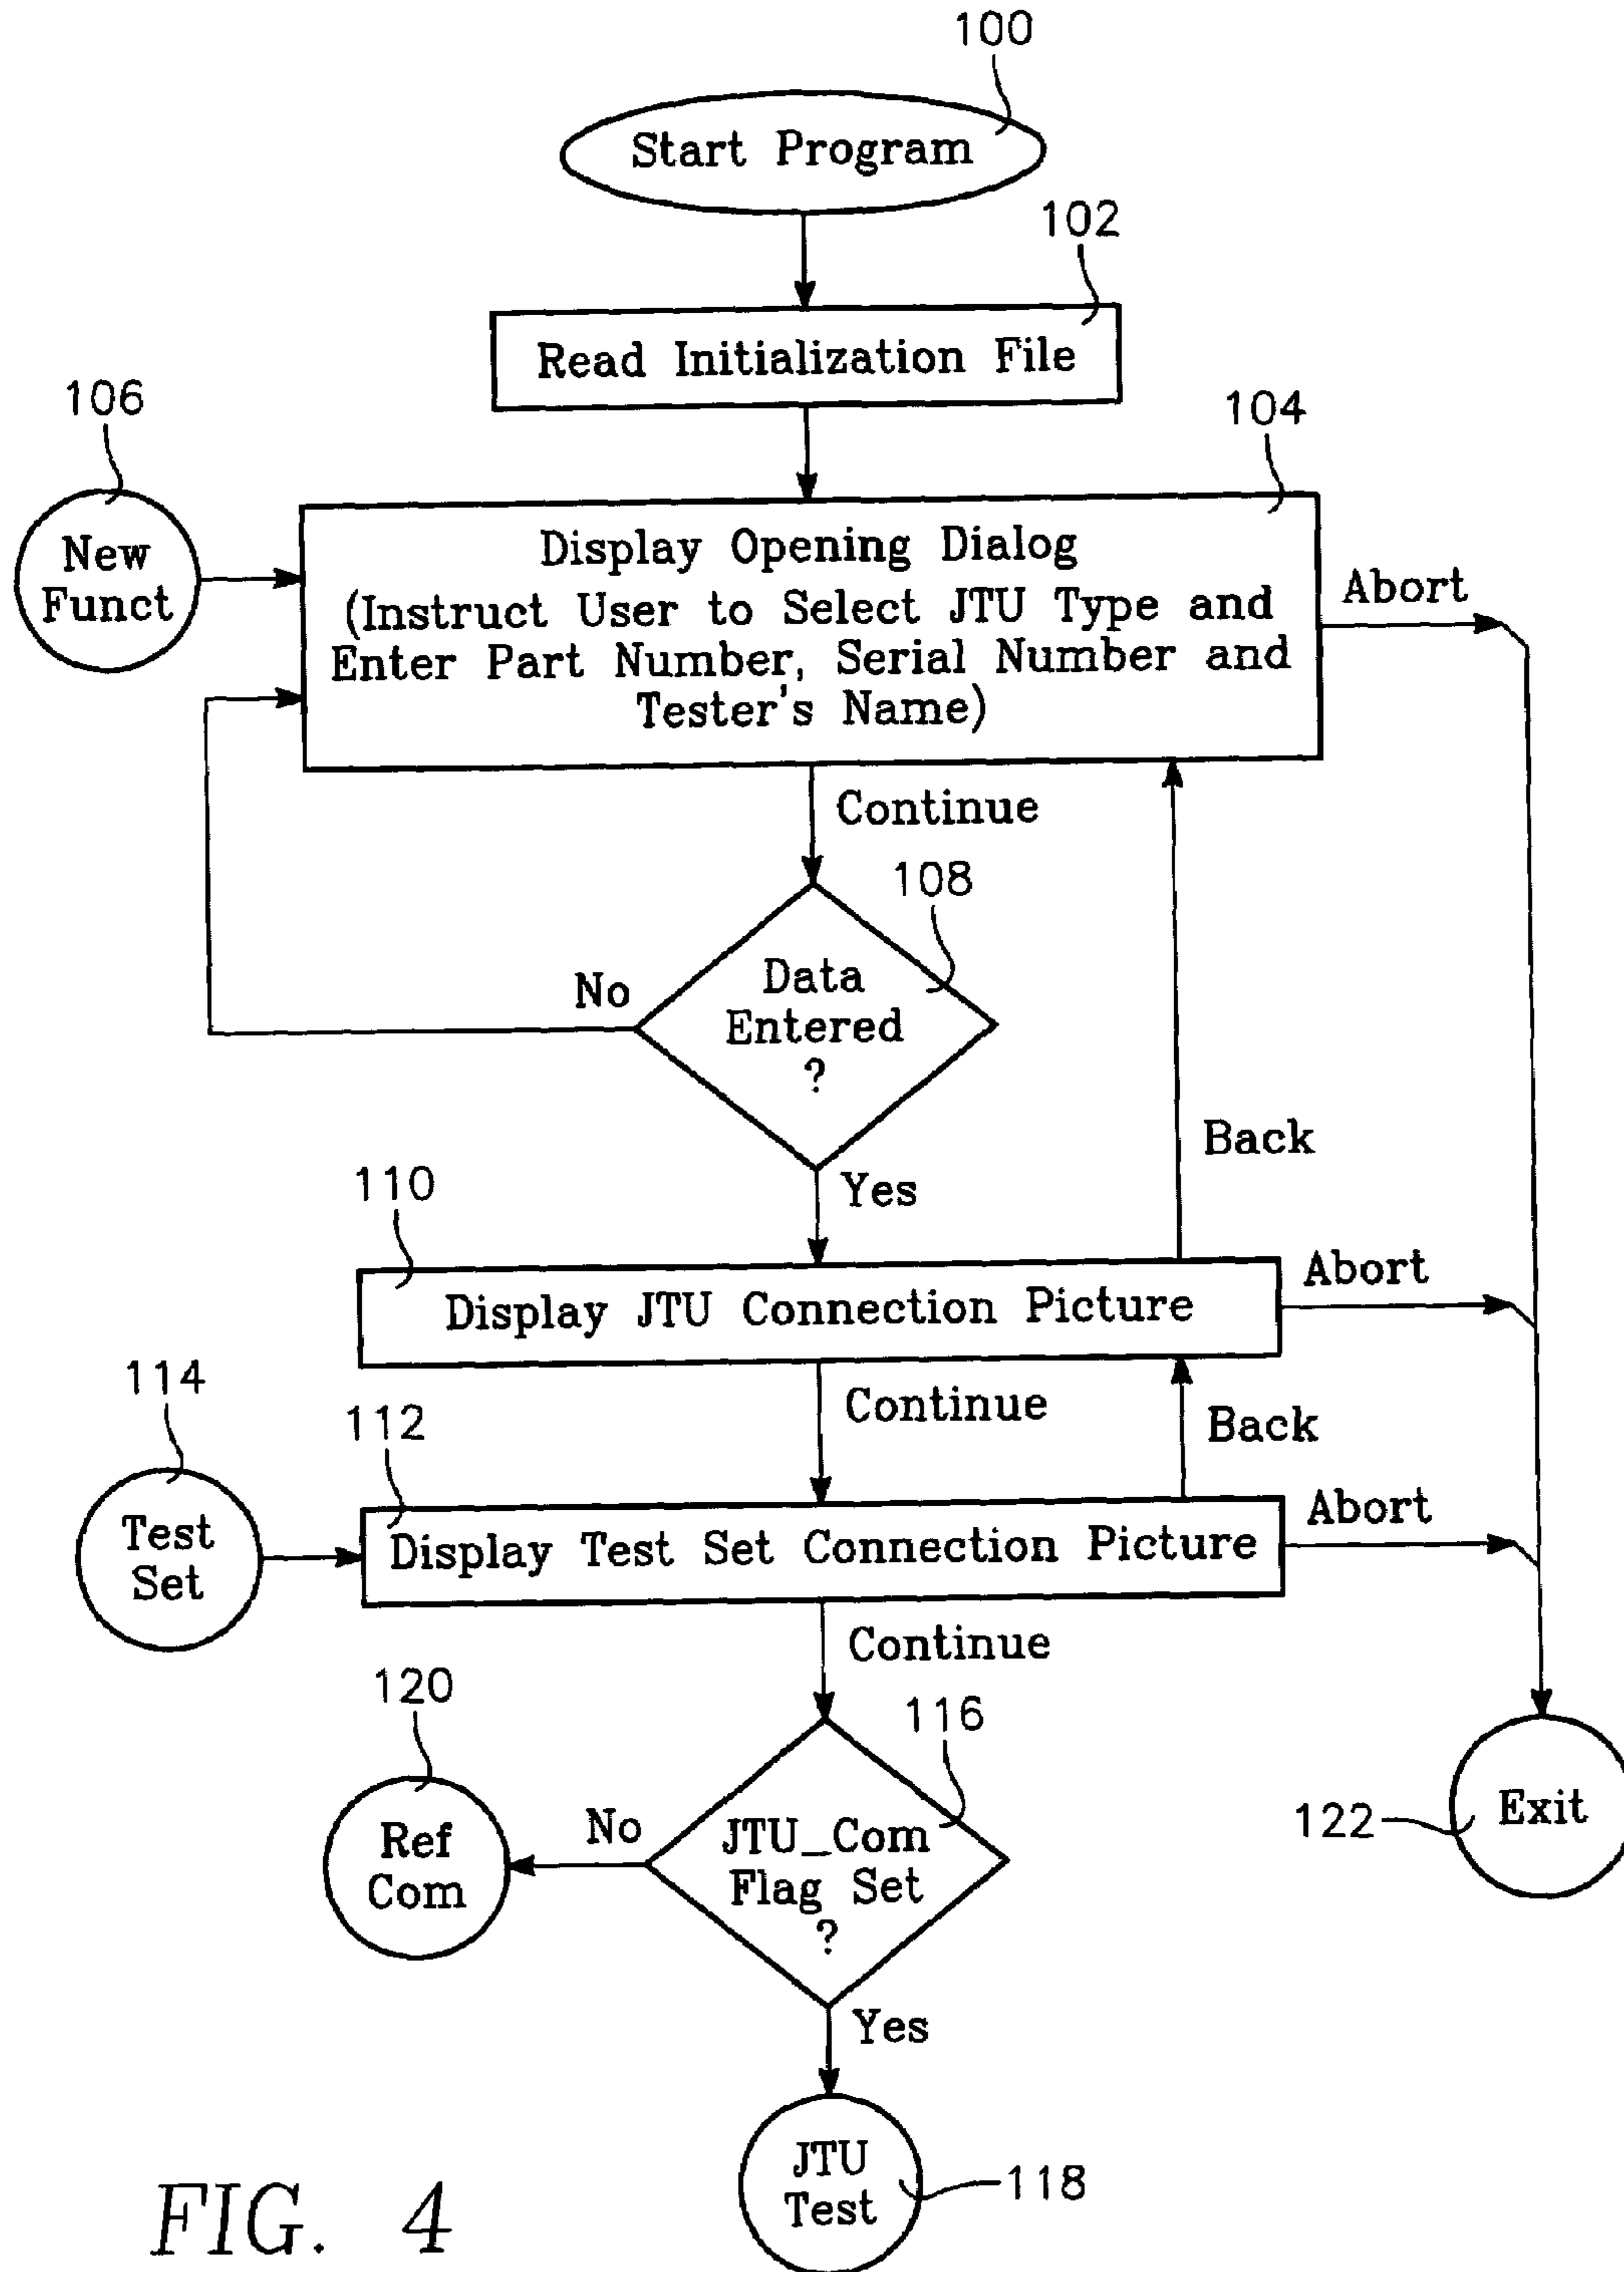 100
Start Program
102
Read Initialization File
106
104
New
Funct
Display Opening Dialog
(Instruct User to Select JTU Type and
Enter Part Number, Serial Number and
Tester's Name)
Abort
Continue
108
No
Data
Entered
?
Back
Yes
110
Display JTU Connection Picture
Abort
114
Continue
Back
112
Test
Set
Display Test Set Connection Picture
Abort
Continue
120
116
Ref
Com
No
JTU_Com
Flag Set
?
122
Exit
Yes
JTU
Test
118
FIG. 4